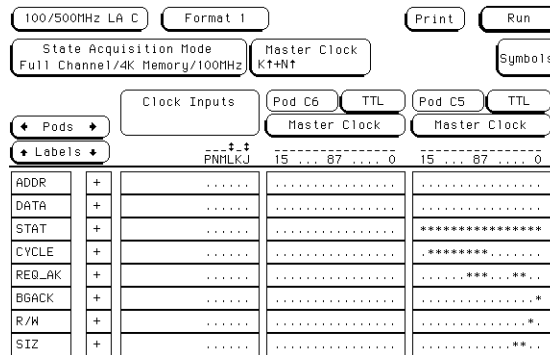 100/500MHz LA C Format 1 Print Run
State Acquisition Mode Master Clock Symbols
Full Channel/4K Memory/100MHz K↑+N↑
Clock Inputs Pod C6 TTL Pod C5 TTL
← Pods → Master Clock Master Clock
↑ Labels ↓ ___↕_↕
PNMLKJ 15 ... 87 .... 0 15 ... 87 .... 0
ADDR + ...... ................ ................
DATA + ...... ................ ................
STAT + ...... ................ ****************
CYCLE + ...... ................ .********.......
REQ_AK + ...... ................ ......***...**..
BGACK + ...... ................ ...............*
R/W + ...... ................ ..............*.
SIZ + ...... ................ ............**..